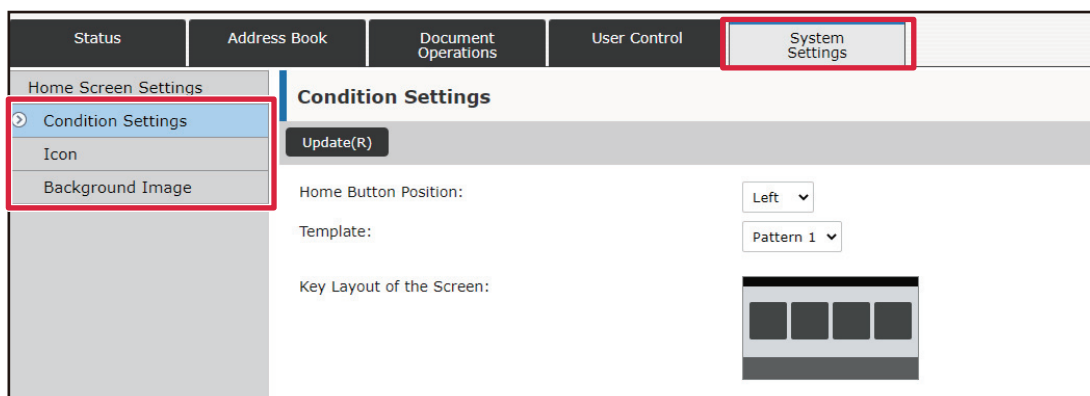 Status
Address Book
Document
Operations
User Control
System
Settings
Home Screen Settings
Condition Settings
Icon
Background Image
Condition Settings
Update(R)
Home Button Position:
Left
Template:
Pattern 1
Key Layout of the Screen: